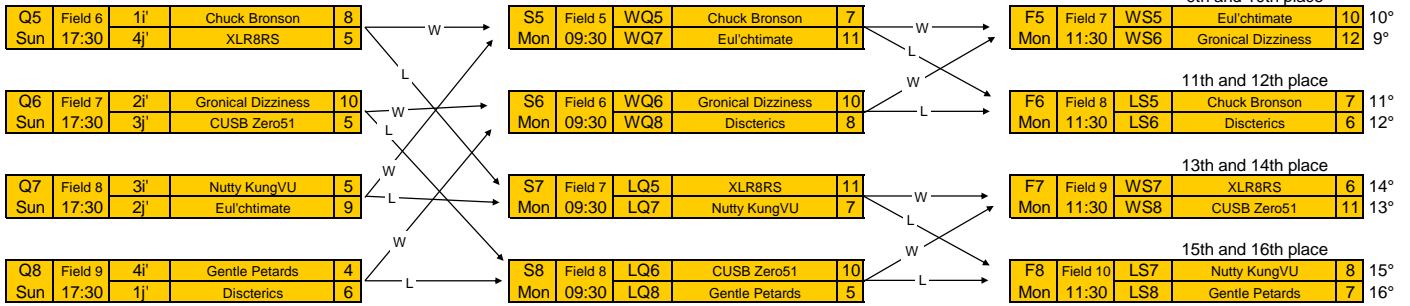 9th and 10th place
Q5 Field 6 1i' Chuck Bronson 8 W S5 Field 5 WQ5 Chuck Bronson 7 W F5 Field 7 WS5 Eul'chtimate 10 10°
Sun 17:30 4j' XLR8RS 5 Mon 09:30 WQ7 Eul'chtimate 11 Mon 11:30 WS6 Gronical Dizziness 12 9°
L L
W 11th and 12th place
Q6 Field 7 2i' Gronical Dizziness 10 W S6 Field 6 WQ6 Gronical Dizziness 10 F6 Field 8 LS5 Chuck Bronson 7 11°
Sun 17:30 3j' CUSB Zero51 5 L Mon 09:30 WQ8 Discterics 8 L Mon 11:30 LS6 Discterics 6 12°
W 13th and 14th place
Q7 Field 8 3i' Nutty KungVU 5 L S7 Field 7 LQ5 XLR8RS 11 W F7 Field 9 WS7 XLR8RS 6 14°
Sun 17:30 2j' Eul'chtimate 9 Mon 09:30 LQ7 Nutty KungVU 7 Mon 11:30 WS8 CUSB Zero51 11 13°
L
W W 15th and 16th place
Q8 Field 9 4i' Gentle Petards 4 L S8 Field 8 LQ6 CUSB Zero51 10 L F8 Field 10 LS7 Nutty KungVU 8 15°
Sun 17:30 1j' Discterics 6 Mon 09:30 LQ8 Gentle Petards 5 Mon 11:30 LS8 Gentle Petards 7 16°